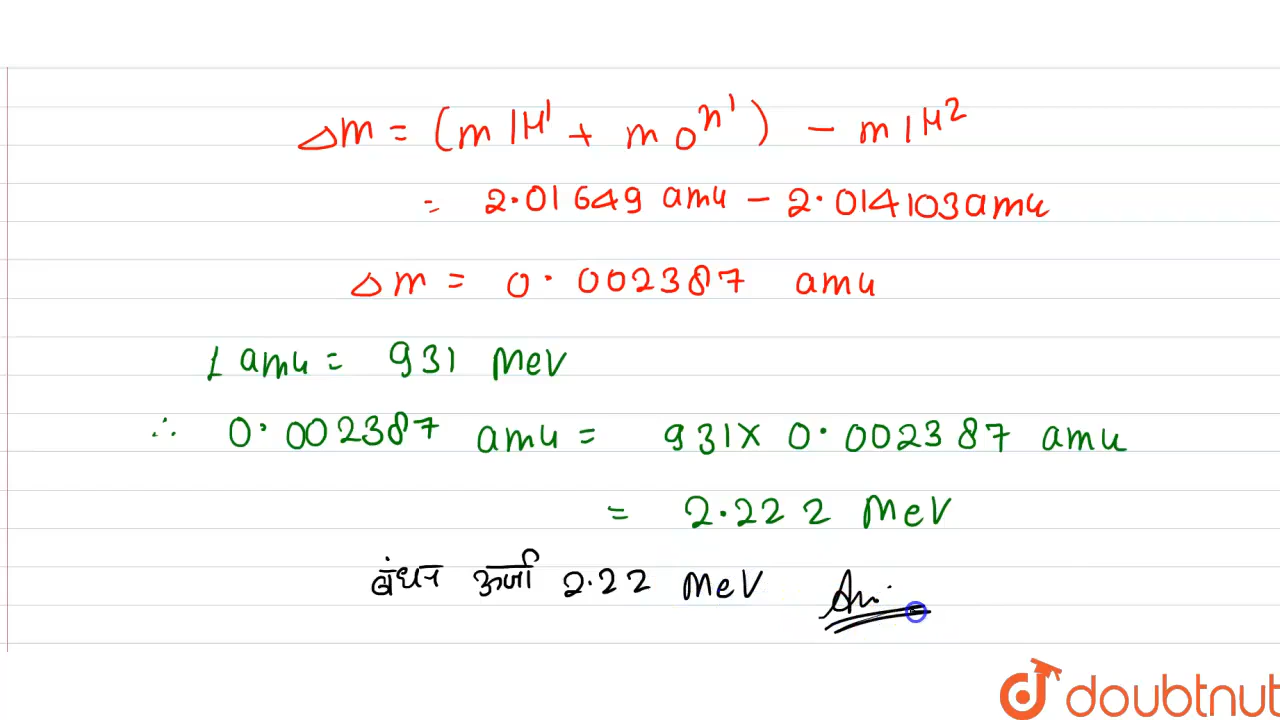 Δm = (m 1H¹ + m 0n¹) - m 1H²
= 2.01649 amu - 2.014103 amu
Δm = 0.002387 amu
1 amu = 931 MeV
∴ 0.002387 amu = 931 × 0.002387 amu
= 2.222 MeV
बंधन ऊर्जा 2.22 MeV Ans.
doubtnut